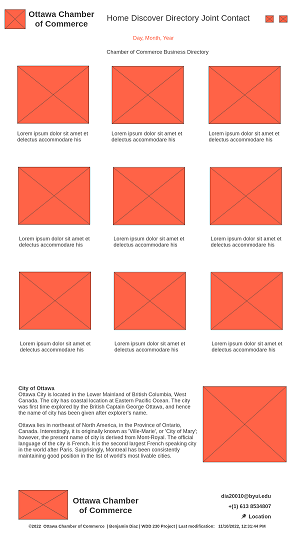 Ottawa Chamber
of Commerce
Home Discover Directory Joint Contact
Day, Month, Year
Chamber of Commerce Business Directory
Lorem ipsum dolor sit amet et
delectus accommodare his
Lorem ipsum dolor sit amet et
delectus accommodare his
Lorem ipsum dolor sit amet et
delectus accommodare his
Lorem ipsum dolor sit amet et
delectus accommodare his
Lorem ipsum dolor sit amet et
delectus accommodare his
Lorem ipsum dolor sit amet et
delectus accommodare his
Lorem ipsum dolor sit amet et
delectus accommodare his
Lorem ipsum dolor sit amet et
delectus accommodare his
Lorem ipsum dolor sit amet et
delectus accommodare his
City of Ottawa
Ottawa City is located in the Lower Mainland of British Columbia, West
Canada. The city has coastal location at Eastern Pacific Ocean. The city
was first time explored by the British Captain George Ottawa, and hence
the name of city has been given after explorer's name.
Ottawa lies in northeast of North America, in the Province of Ontario,
Canada. Interestingly, it is originally known as 'Ville-Marie', or 'City of Mary';
however, the present name of city is derived from Mont-Royal. The official
language of the city is French. It is the second largest French speaking city
in the world after Paris. Surprisingly, Montreal has been consistently
maintaining good position in the list of world's most livable cities.
Ottawa Chamber
of Commerce
dia20010@byui.edu
+(1) 613 8534807
Location
©2022 Ottawa Chamber of Commerce | Benjamin Diaz | WDD 230 Project | Last modification: 11/10/2022, 12:31:44 PM